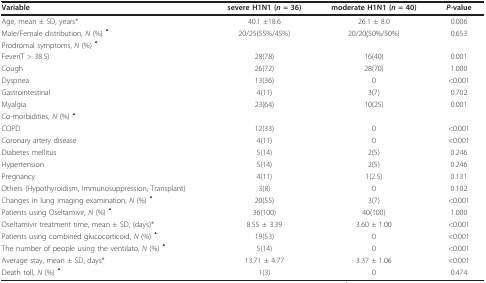 Variable severe H1N1 (n = 36) moderate H1N1 (n = 40) P-value
Age, mean ± SD, years* 40.1 ±18.6 26.1 ± 8.0 0.006
Male/Female distribution, N (%) ▲ 20/25(55%/45%) 20/20(50%/50%) 0.653
Prodromal symptoms, N (%) ▲
Fever(T > 38.5) 28(78) 16(40) 0.001
Cough 26(72) 28(70) 1.000
Dyspnea 13(36) 0 <0.001
Gastrointestinal 4(11) 3(7) 0.702
Myalgia 23(64) 10(25) 0.001
Co-morbidities, N (%) ▲
COPD 12(33) 0 <0.001
Coronary artery disease 4(11) 0 <0.001
Diabetes mellitus 5(14) 2(5) 0.246
Hypertension 5(14) 2(5) 0.246
Pregnancy 4(11) 1(2.5) 0.131
Others (Hypothyroidism, Immunosuppression, Transplant) 3(8) 0 0.102
Changes in lung imaging examination, N (%) ▲ 20(55) 3(7) <0.001
Patients using Oseltamivir, N (%) ▲ 36(100) 40(100) 1.000
Oseltamivir treatment time, mean ± SD, (days)* 8.55 ± 3.39 3.60 ± 1.00 <0.001
Patients using combined glucocorticoid, N (%) ▲ 19(53) 0 <0.001
The number of people using the ventilato, N (%) ▲ 5(14) 0 <0.001
Average stay, mean ± SD, days* 13.71 ± 4.77 3.37 ± 1.06 <0.001
Death toll, N (%) ▲ 1(3) 0 0.474